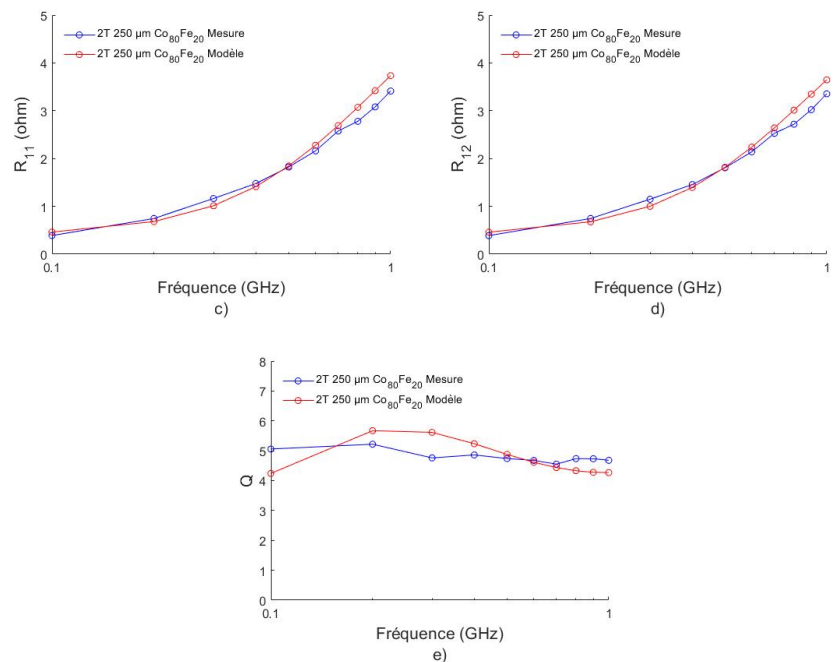 5
4
3
2
1
0
R11 (ohm)
2T 250 µm Co80Fe20 Mesure
2T 250 µm Co80Fe20 Modèle
0.1
1
Fréquence (GHz)
c)
5
4
3
2
1
0
R12 (ohm)
2T 250 µm Co80Fe20 Mesure
2T 250 µm Co80Fe20 Modèle
0.1
1
Fréquence (GHz)
d)
8
7
6
5
4
3
2
1
0
Q
2T 250 µm Co80Fe20 Mesure
2T 250 µm Co80Fe20 Modèle
0.1
1
Fréquence (GHz)
e)